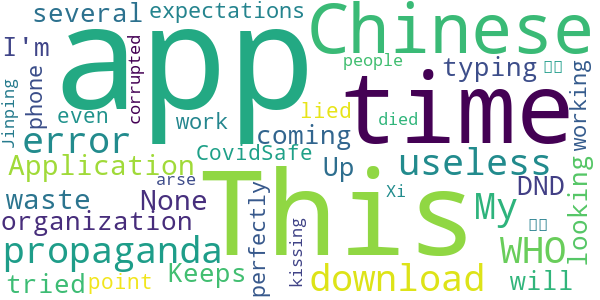 several expectations
Chinese
I'm
app
time
corrupted
people
typing
Jinping
phone
even
work
lied
died
error
coming
working
CovidSafe
Up
useless
looking
Application
arse
Xi
DND
waste
None
This
My
organization
perfectly
kissing
WHO
propaganda
Keeps
download
tried
point
will